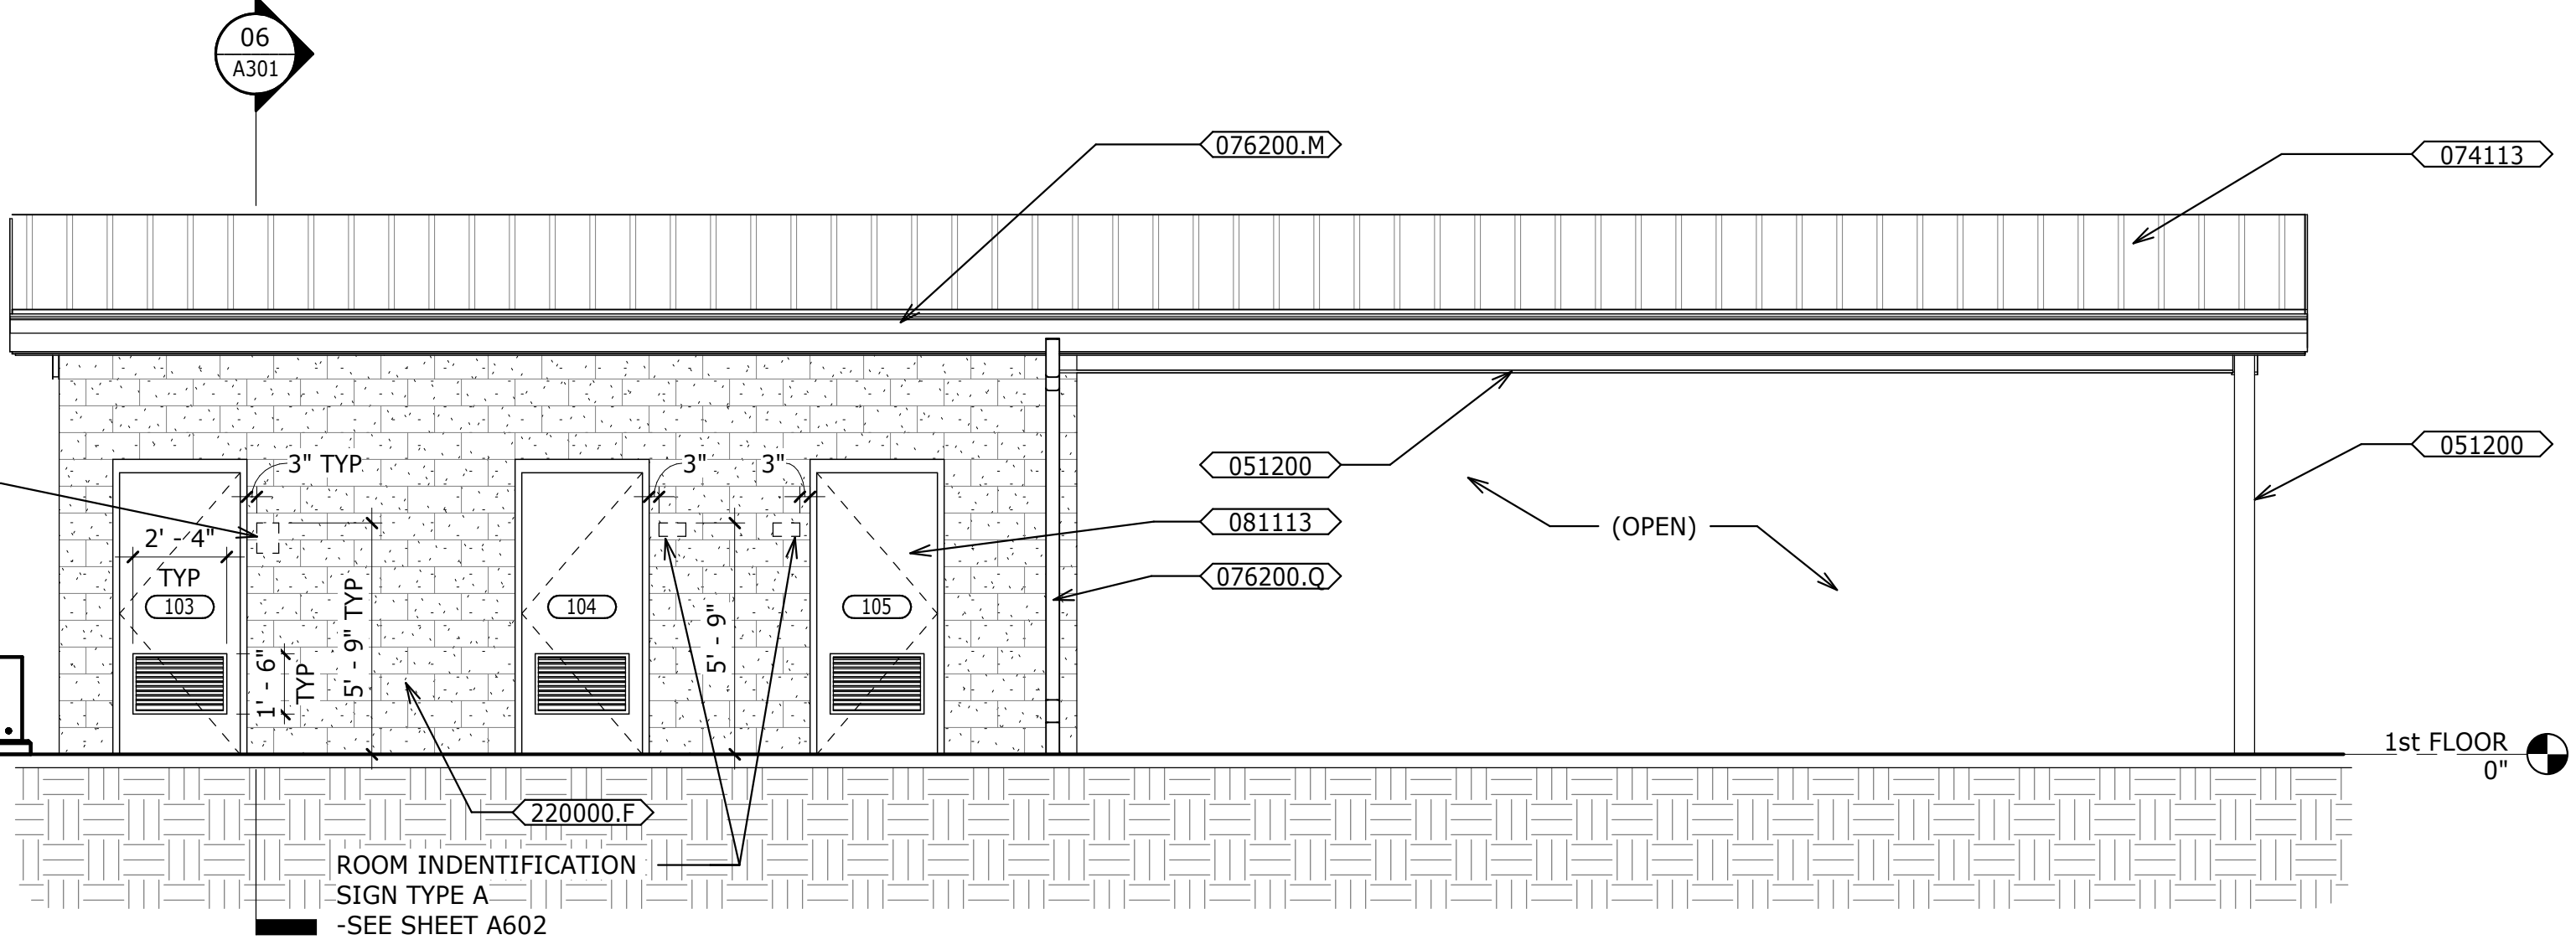 06
A301
076200.M
074113
3" TYP
3"
3"
051200
051200
2' - 4"
TYP
081113
(OPEN)
076200.Q
103
104
105
1' - 6"
TYP
5' - 9" TYP
5' - 9"
1st FLOOR
0"
220000.F
ROOM INDENTIFICATION
SIGN TYPE A
-SEE SHEET A602